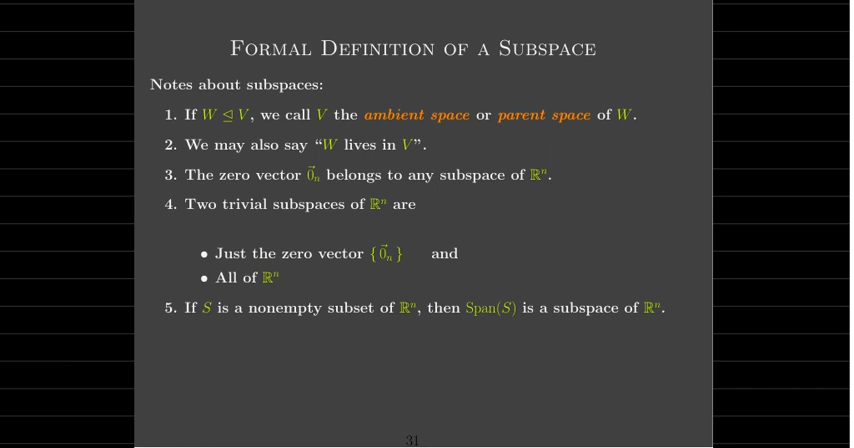 Formal Definition of a Subspace
Notes about subspaces:
1. If W ⊴ V, we call V the ambient space or parent space of W.
2. We may also say “W lives in V”.
3. The zero vector 0⃗ₙ belongs to any subspace of ℝⁿ.
4. Two trivial subspaces of ℝⁿ are
• Just the zero vector {0⃗ₙ} and
• All of ℝⁿ
5. If S is a nonempty subset of ℝⁿ, then Span(S) is a subspace of ℝⁿ.
31